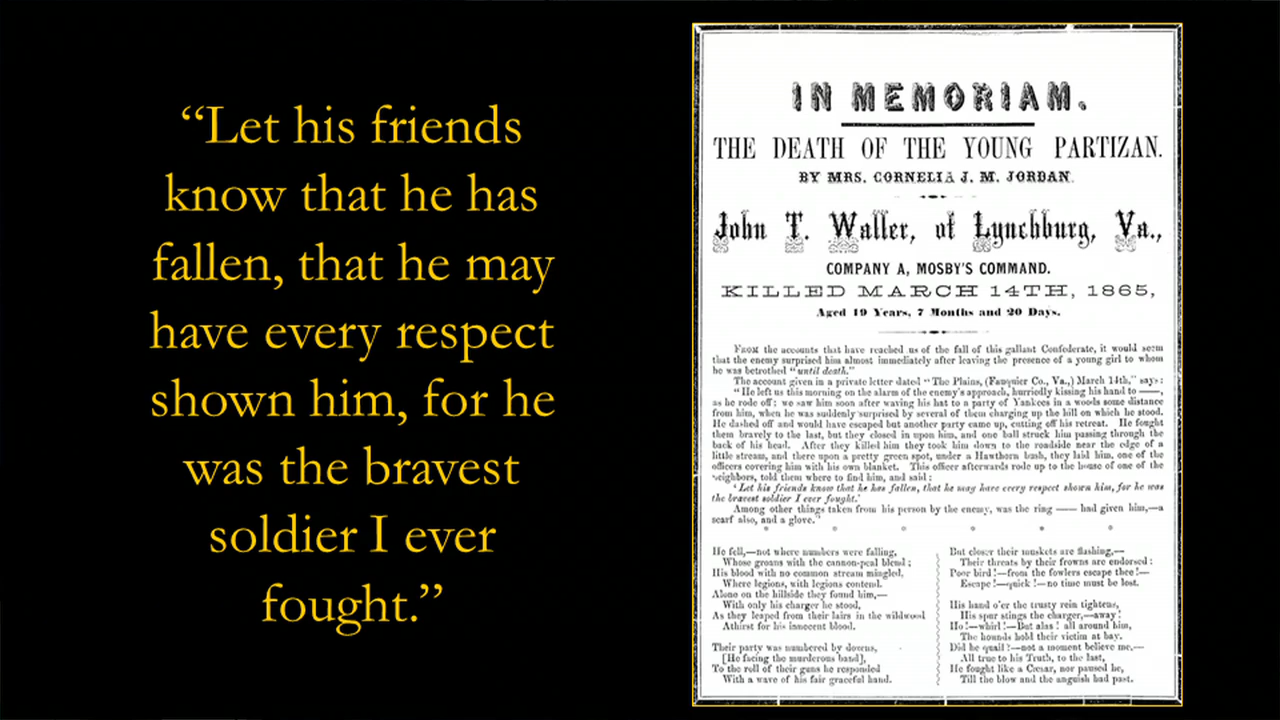 “Let his friends
know that he has
fallen, that he may
have every respect
shown him, for he
was the bravest
soldier I ever
fought.”
IN MEMORIAM.
THE DEATH OF THE YOUNG PARTIZAN.
BY MRS. CORNELIA J. M. JORDAN.
John T. Waller, of Lynchburg, Va.,
COMPANY A, MOSBY'S COMMAND.
KILLED MARCH 14TH, 1865,
Aged 19 Years, 7 Months and 20 Days.
FROM the accounts that have reached us of the fall of this gallant Confederate, it would seem
that the enemy surprised him almost immediately after leaving the presence of a young girl to whom
he was betrothed "until death."
The account given in a private letter dated "The Plains, (Fauquier Co., Va.,) March 14th," says:
"He left us this morning on the alarm of the enemy's approach, hurriedly kissing his hand to ——,
as he rode off; we saw him soon after waving his hat to a party of Yankees in a woods some distance
from him, when he was suddenly surprised by several of them charging up the hill on which he stood.
He dashed off and would have escaped but another party came up, cutting off his retreat. He fought
them bravely to the last, but they closed in upon him, and one ball struck him passing through the
back of his head. After they killed him they took him down to the roadside near the edge of a
little stream, and there upon a pretty green spot, under a Hawthorn bush, they laid him, one of the
officers covering him with his own blanket. This officer afterwards rode up to the house of one of the
neighbors, told them where to find him, and said:
'Let his friends know that he has fallen, that he may have every respect shown him, for he was
the bravest soldier I ever fought.'
Among other things taken from his person by the enemy, was the ring —— had given him,—a
scarf also, and a glove."
He fell,—not where numbers were falling,
Whose groans with the cannon-peal blend;
His blood with no common stream mingled,
Where legions, with legions contend.
Alone on the hillside they found him,—
With only his charger he stood,
As they leaped from their lairs in the wildwood
Athirst for his innocent blood.
Their party was numbered by dozens,
[He facing the murderous band],
To the roll of their guns he responded
With a wave of his fair graceful hand.
But closer their muskets are flashing,—
Their threats by their frowns are endorsed:
Poor bird!—from the fowlers escape thee!—
Escape!—quick!—no time must be lost.
His hand o'er the trusty rein tightens,
His spur stings the charger,—away!
Ho!—whirl!—But alas! all around him,
The hounds hold their victim at bay.
Did he quail?—not a moment believe me,—
All true to his Truth, to the last,
He fought like a Cæsar, nor paused he,
Till the blow and the anguish had past.